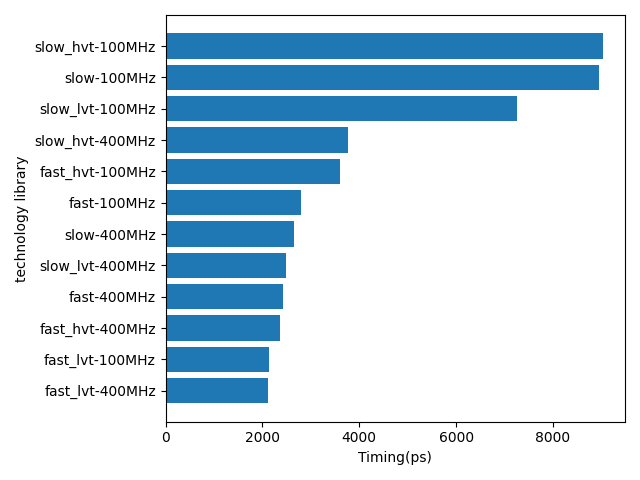 slow_hvt-100MHz
slow-100MHz
slow_lvt-100MHz
slow_hvt-400MHz
fast_hvt-100MHz
fast-100MHz
slow-400MHz
slow_lvt-400MHz
fast-400MHz
fast_hvt-400MHz
fast_lvt-100MHz
fast_lvt-400MHz
technology library
0 2000 4000 6000 8000
Timing(ps)